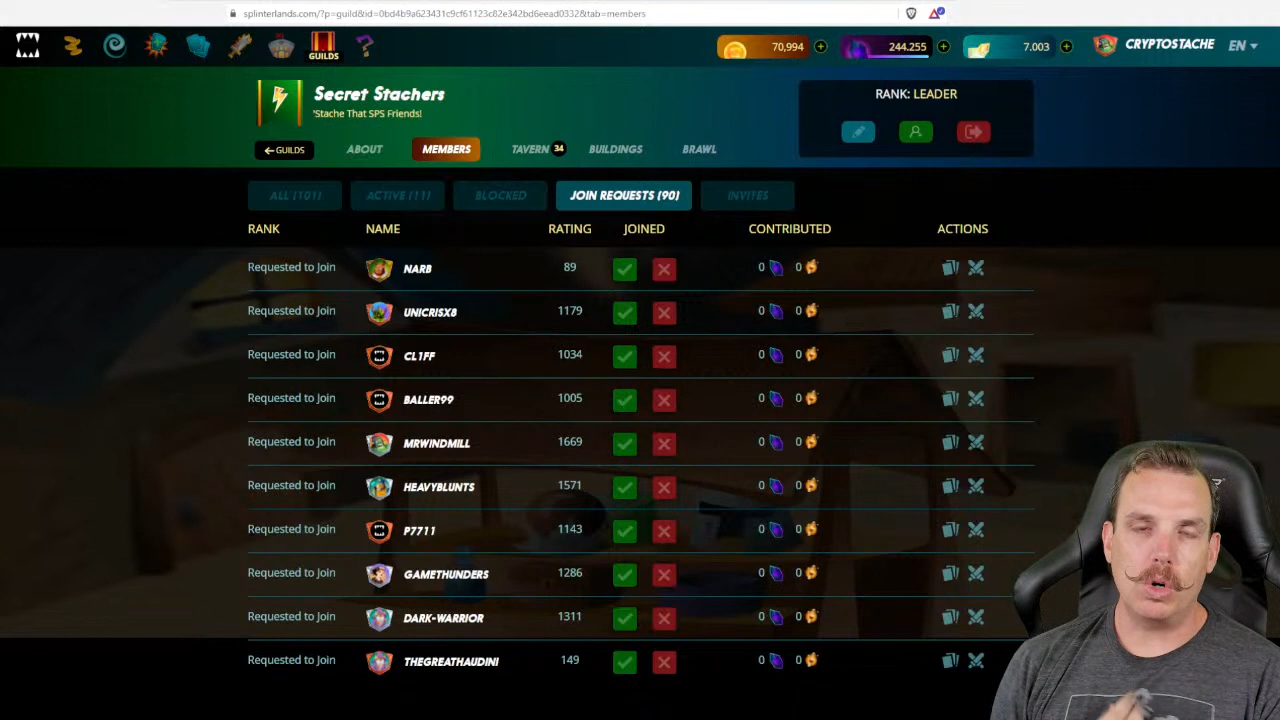 splinterlands.com/?p=guild&id=0bd4b9a623431c9cf61123c82e342bd6eead0332&tab=members
GUILDS 70,994 244.255 7.003 CRYPTOSTACHE EN
Secret Stachers
'Stache That SPS Friends!
RANK: LEADER
GUILDS ABOUT MEMBERS TAVERN 34 BUILDINGS BRAWL
ALL (101) ACTIVE (11) BLOCKED JOIN REQUESTS (90) INVITES
RANK NAME RATING JOINED CONTRIBUTED ACTIONS
Requested to Join NARB 89 0 0
Requested to Join UNICRISX8 1179 0 0
Requested to Join CL1FF 1034 0 0
Requested to Join BALLER99 1005 0 0
Requested to Join MRWINDMILL 1669 0 0
Requested to Join HEAVYBLUNTS 1571 0 0
Requested to Join P7711 1143 0 0
Requested to Join GAMETHUNDERS 1286 0 0
Requested to Join DARK-WARRIOR 1311 0 0
Requested to Join THEGREATHAUDINI 149 0 0